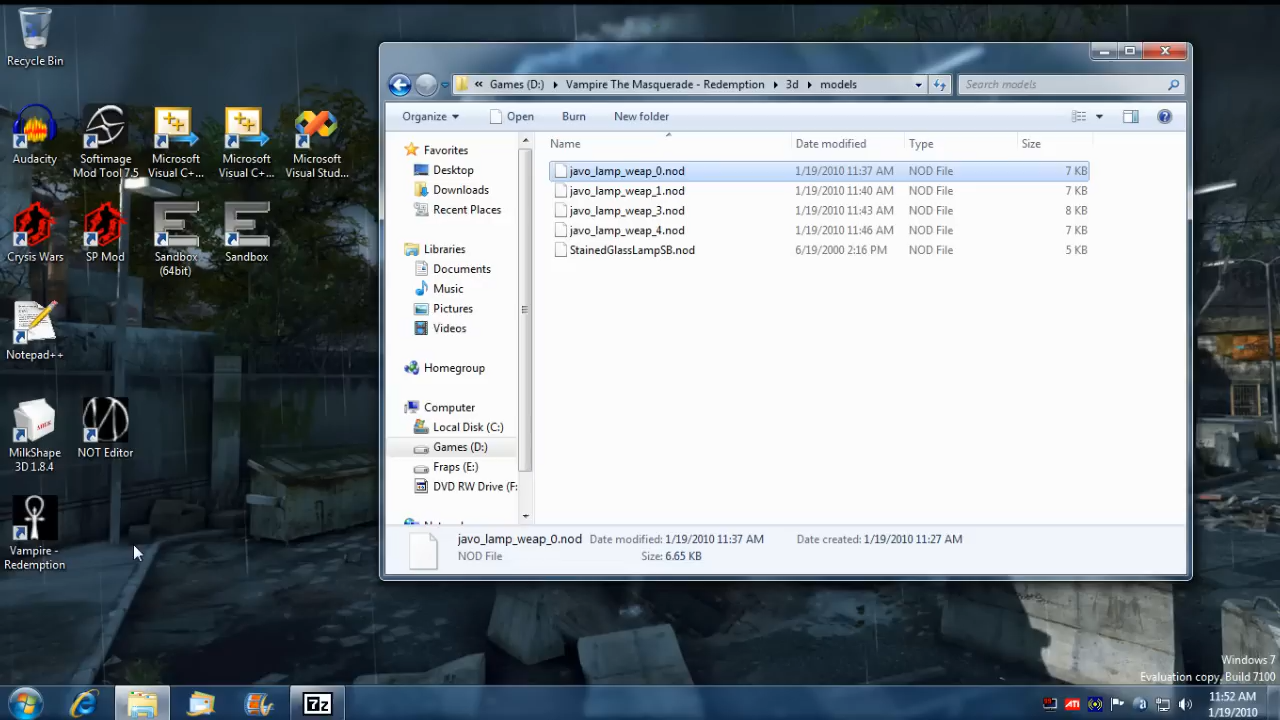 Recycle Bin
Audacity
Softimage
Mod Tool 7.5
Microsoft
Visual C+...
Microsoft
Visual C+...
Microsoft
Visual Stud...
Crysis Wars
SP Mod
Sandbox
(64bit)
Sandbox
Notepad++
MILK
MilkShape
3D 1.8.4
NOT Editor
Vampire -
Redemption
« Games (D:) Vampire The Masquerade - Redemption 3d models
Search models
Organize Open Burn New folder
Name Date modified Type Size
javo_lamp_weap_0.nod 1/19/2010 11:37 AM NOD File 7 KB
javo_lamp_weap_1.nod 1/19/2010 11:40 AM NOD File 7 KB
javo_lamp_weap_3.nod 1/19/2010 11:43 AM NOD File 8 KB
javo_lamp_weap_4.nod 1/19/2010 11:46 AM NOD File 7 KB
StainedGlassLampSB.nod 6/19/2000 2:16 PM NOD File 5 KB
Favorites
Desktop
Downloads
Recent Places
Libraries
Documents
Music
Pictures
Videos
Homegroup
Computer
Local Disk (C:)
Games (D:)
Fraps (E:)
DVD RW Drive (F:
javo_lamp_weap_0.nod Date modified: 1/19/2010 11:37 AM Date created: 1/19/2010 11:27 AM
NOD File Size: 6.65 KB
Windows 7
Evaluation copy. Build 7100
7z
ATI
11:52 AM
1/19/2010